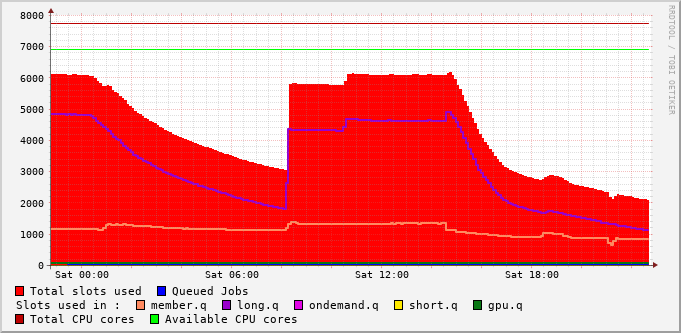 8000
7000
6000
5000
4000
3000
2000
1000
0
Sat 00:00 Sat 06:00 Sat 12:00 Sat 18:00
RRDTOOL / TOBI OETIKER
Total slots used Queued Jobs
Slots used in : member.q long.q ondemand.q short.q gpu.q
Total CPU cores Available CPU cores